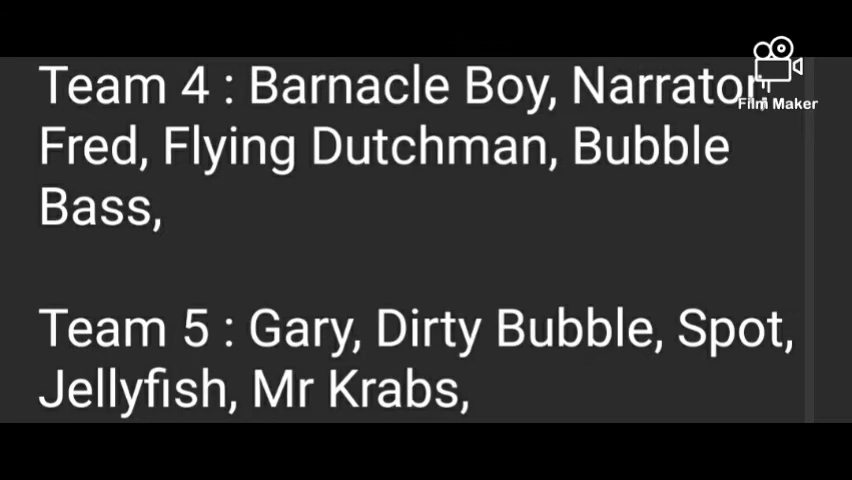 Team 4 : Barnacle Boy, Narrator,
Fred, Flying Dutchman, Bubble
Bass,
Team 5 : Gary, Dirty Bubble, Spot,
Jellyfish, Mr Krabs,
Film Maker